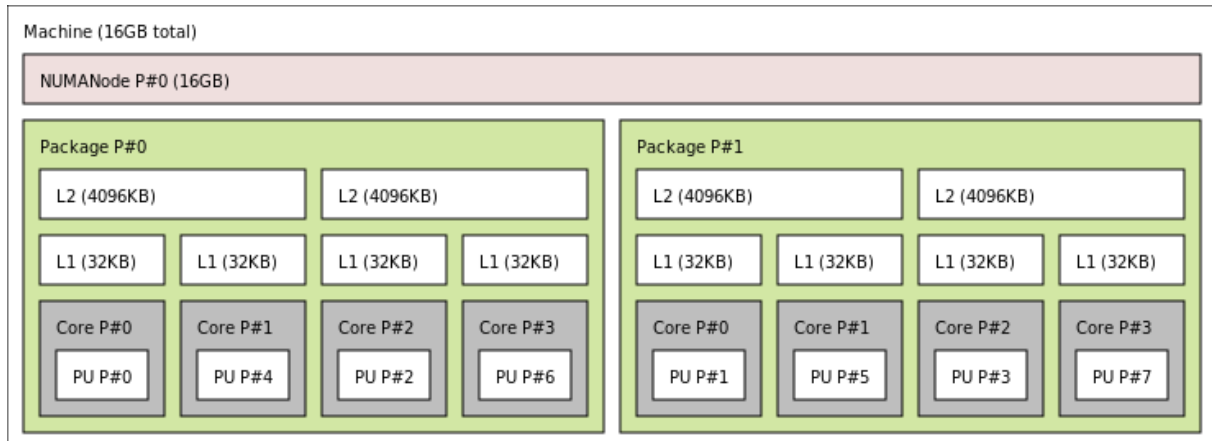 Machine (16GB total)
NUMANode P#0 (16GB)
Package P#0
L2 (4096KB)
L2 (4096KB)
L1 (32KB)
L1 (32KB)
L1 (32KB)
L1 (32KB)
Core P#0
PU P#0
Core P#1
PU P#4
Core P#2
PU P#2
Core P#3
PU P#6
Package P#1
L2 (4096KB)
L2 (4096KB)
L1 (32KB)
L1 (32KB)
L1 (32KB)
L1 (32KB)
Core P#0
PU P#1
Core P#1
PU P#5
Core P#2
PU P#3
Core P#3
PU P#7